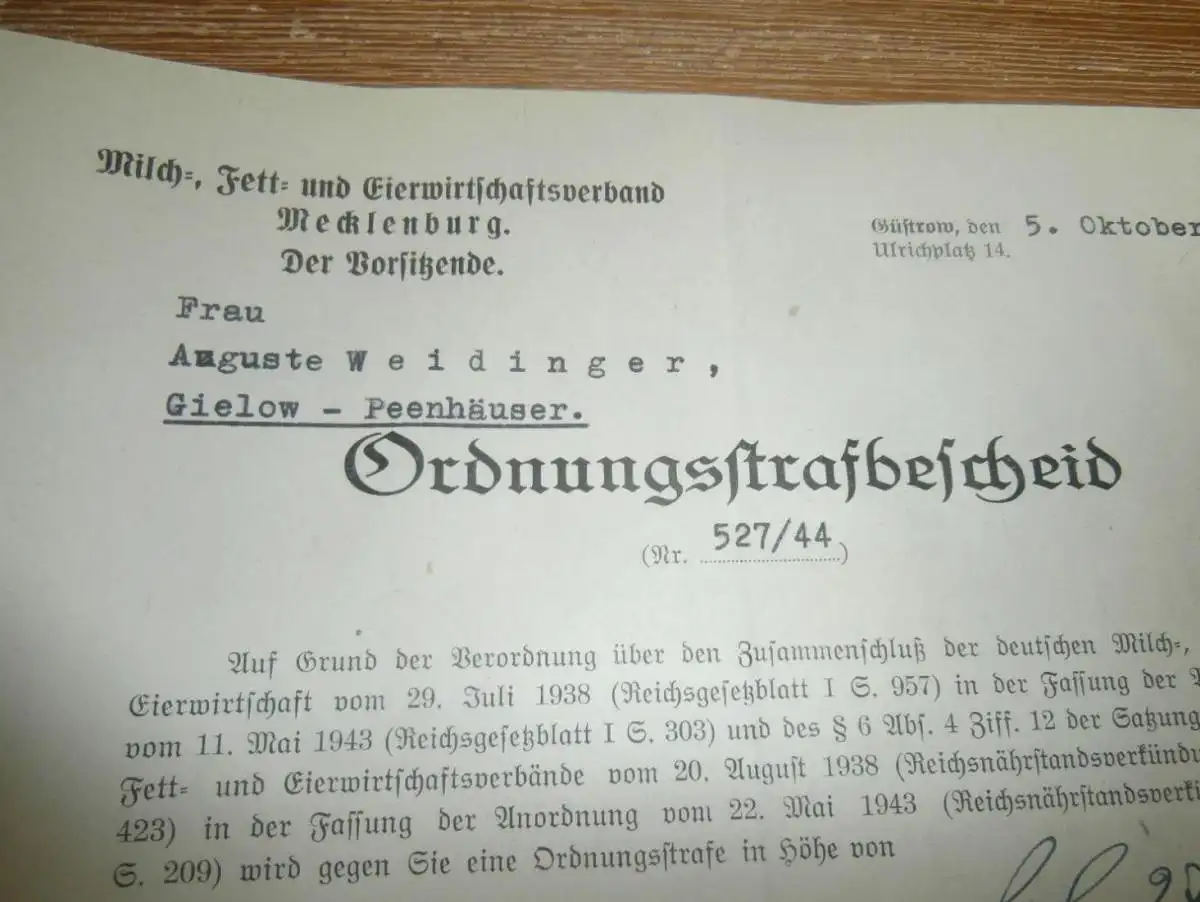 Milch-, Fett- und Eierwirtschaftsverband
Mecklenburg.
Der Vorsitzende.
Güstrow, den 5. Oktober
Ulrichplatz 14.
Frau
Auguste Weidinger,
Gielow - Peenhäuser.
Ordnungsstrafbescheid
(Nr. 527/44)
Auf Grund der Verordnung über den Zusammenschluß der deutschen Milch-,
Eierwirtschaft vom 29. Juli 1938 (Reichsgesetzblatt I S. 957) in der Fassung der
vom 11. Mai 1943 (Reichsgesetzblatt I S. 303) und des § 6 Abs. 4 Ziff. 12 der Satzung
Fett- und Eierwirtschaftsverbände vom 20. August 1938 (Reichsnährstandsverkündu
423) in der Fassung der Anordnung vom 22. Mai 1943 (Reichsnährstandsverkü
S. 209) wird gegen Sie eine Ordnungsstrafe in Höhe von